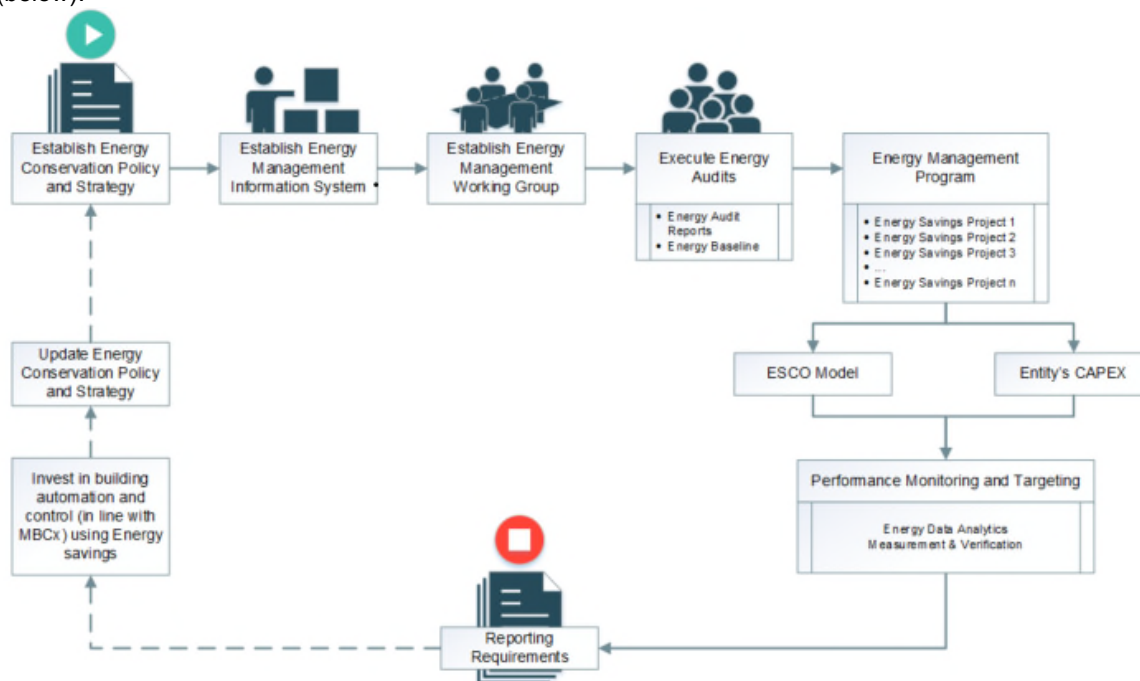 (below).
Establish Energy
Conservation Policy
and Strategy
Establish Energy
Management
Information System •
Establish Energy
Management
Working Group
Execute Energy
Audits
• Energy Audit
Reports
• Energy Baseline
Energy Management
Program
• Energy Savings Project 1
• Energy Savings Project 2
• Energy Savings Project 3
• ...
• Energy Savings Project n
ESCO Model
Entity's CAPEX
Performance Monitoring and Targeting
Energy Data Analytics
Measurement & Verification
Reporting
Requirements
Invest in building
automation and
control (in line with
MBCx) using Energy
savings
Update Energy
Conservation Policy
and Strategy